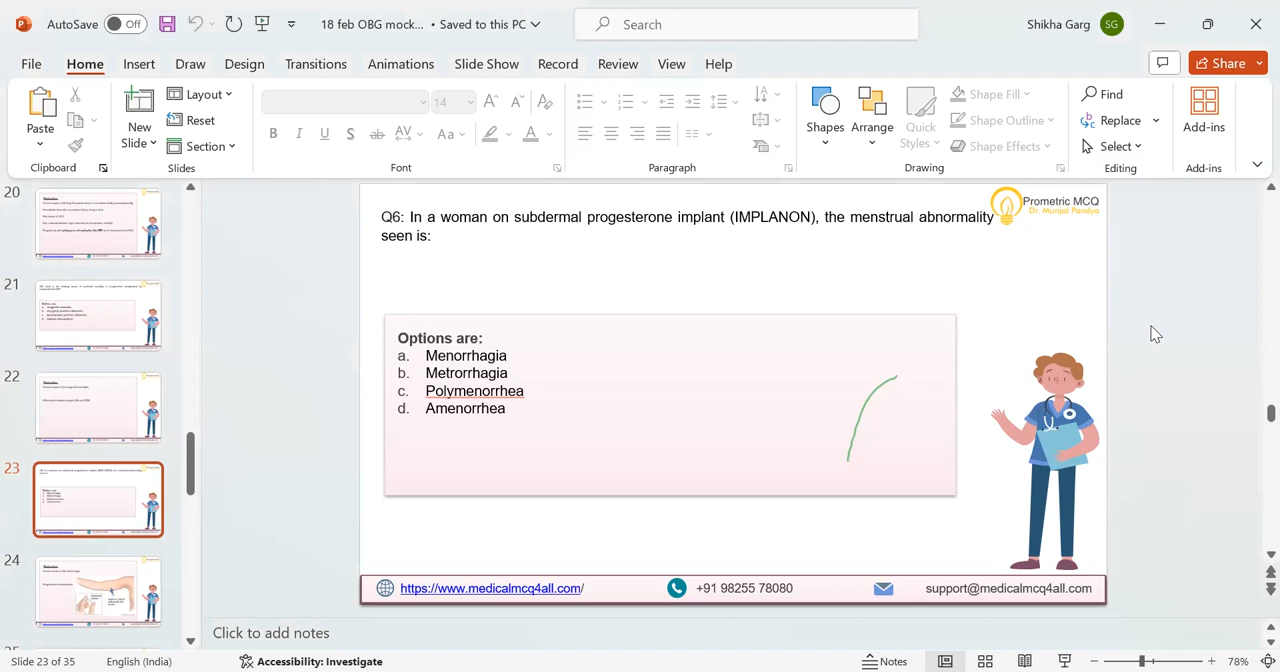 AutoSave Off 18 feb OBG mock... • Saved to this PC Search Shikha Garg SG
File Home Insert Draw Design Transitions Animations Slide Show Record Review View Help Share
Paste
Clipboard
New Slide
Layout
Reset
Section
Slides
14
B I U S ab AV Aa A
Font
Paragraph
Shapes Arrange Quick Styles
Shape Fill
Shape Outline
Shape Effects
Drawing
Find
Replace
Select
Editing
Add-ins
Add-ins
20
21
22
23
24
Prometric MCQ
Dr. Munjal Pandya
Q6: In a woman on subdermal progesterone implant (IMPLANON), the menstrual abnormality
seen is:
Options are:
a. Menorrhagia
b. Metrorrhagia
c. Polymenorrhea
d. Amenorrhea
https://www.medicalmcq4all.com/ +91 98255 78080 support@medicalmcq4all.com
Click to add notes
Slide 23 of 35 English (India) Accessibility: Investigate Notes 78%